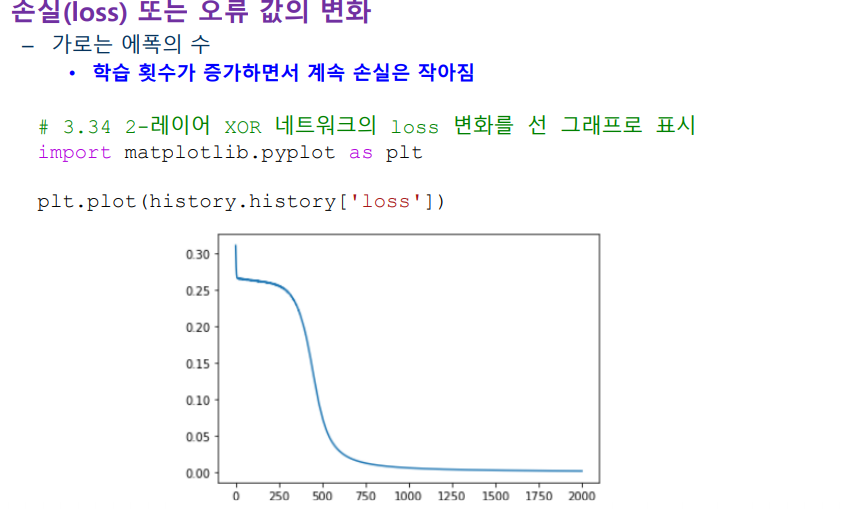 손실(loss) 또는 오류 값의 변화
– 가로는 에폭의 수
• 학습 횟수가 증가하면서 계속 손실은 작아짐
# 3.34 2-레이어 XOR 네트워크의 loss 변화를 선 그래프로 표시
import matplotlib.pyplot as plt
plt.plot(history.history['loss'])
0.30
0.25
0.20
0.15
0.10
0.05
0.00
0 250 500 750 1000 1250 1500 1750 2000